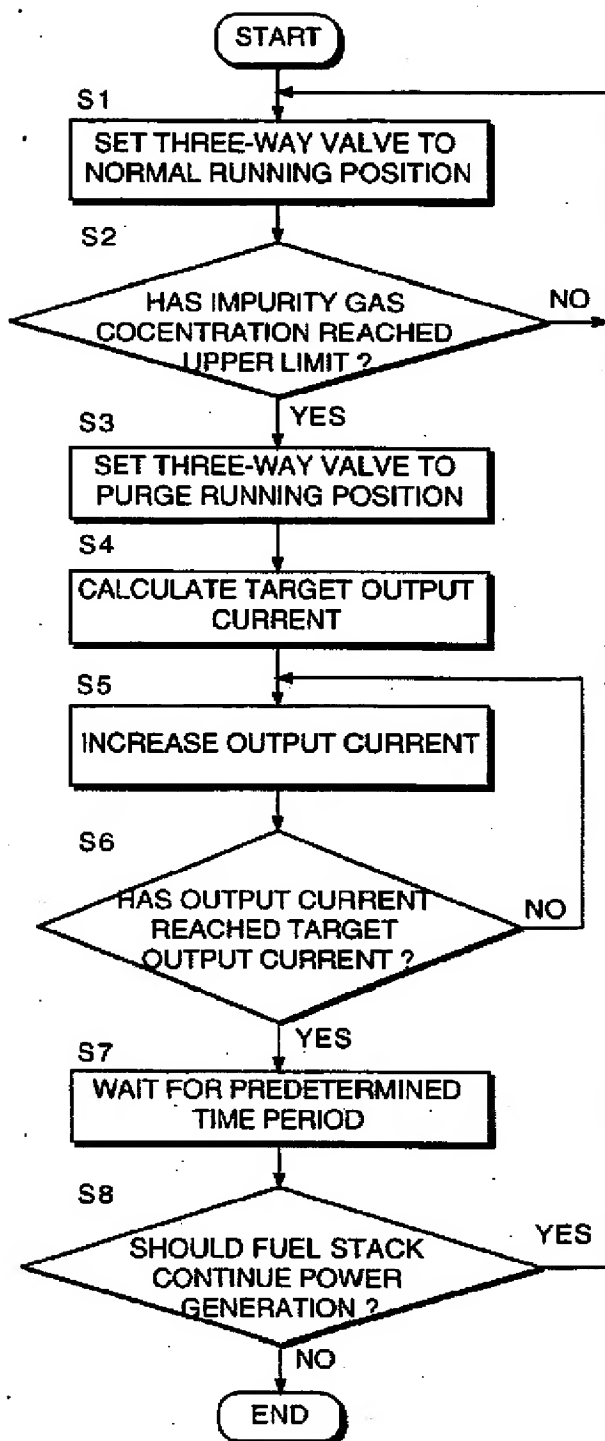 START
S1
SET THREE-WAY VALVE TO
NORMAL RUNNING POSITION
S2
HAS IMPURITY GAS
COCENTRATION REACHED
UPPER LIMIT ?
NO
YES
S3
SET THREE-WAY VALVE TO
PURGE RUNNING POSITION
S4
CALCULATE TARGET OUTPUT
CURRENT
S5
INCREASE OUTPUT CURRENT
S6
HAS OUTPUT CURRENT
REACHED TARGET
OUTPUT CURRENT ?
NO
YES
S7
WAIT FOR PREDETERMINED
TIME PERIOD
S8
SHOULD FUEL STACK
CONTINUE POWER
GENERATION ?
YES
NO
END